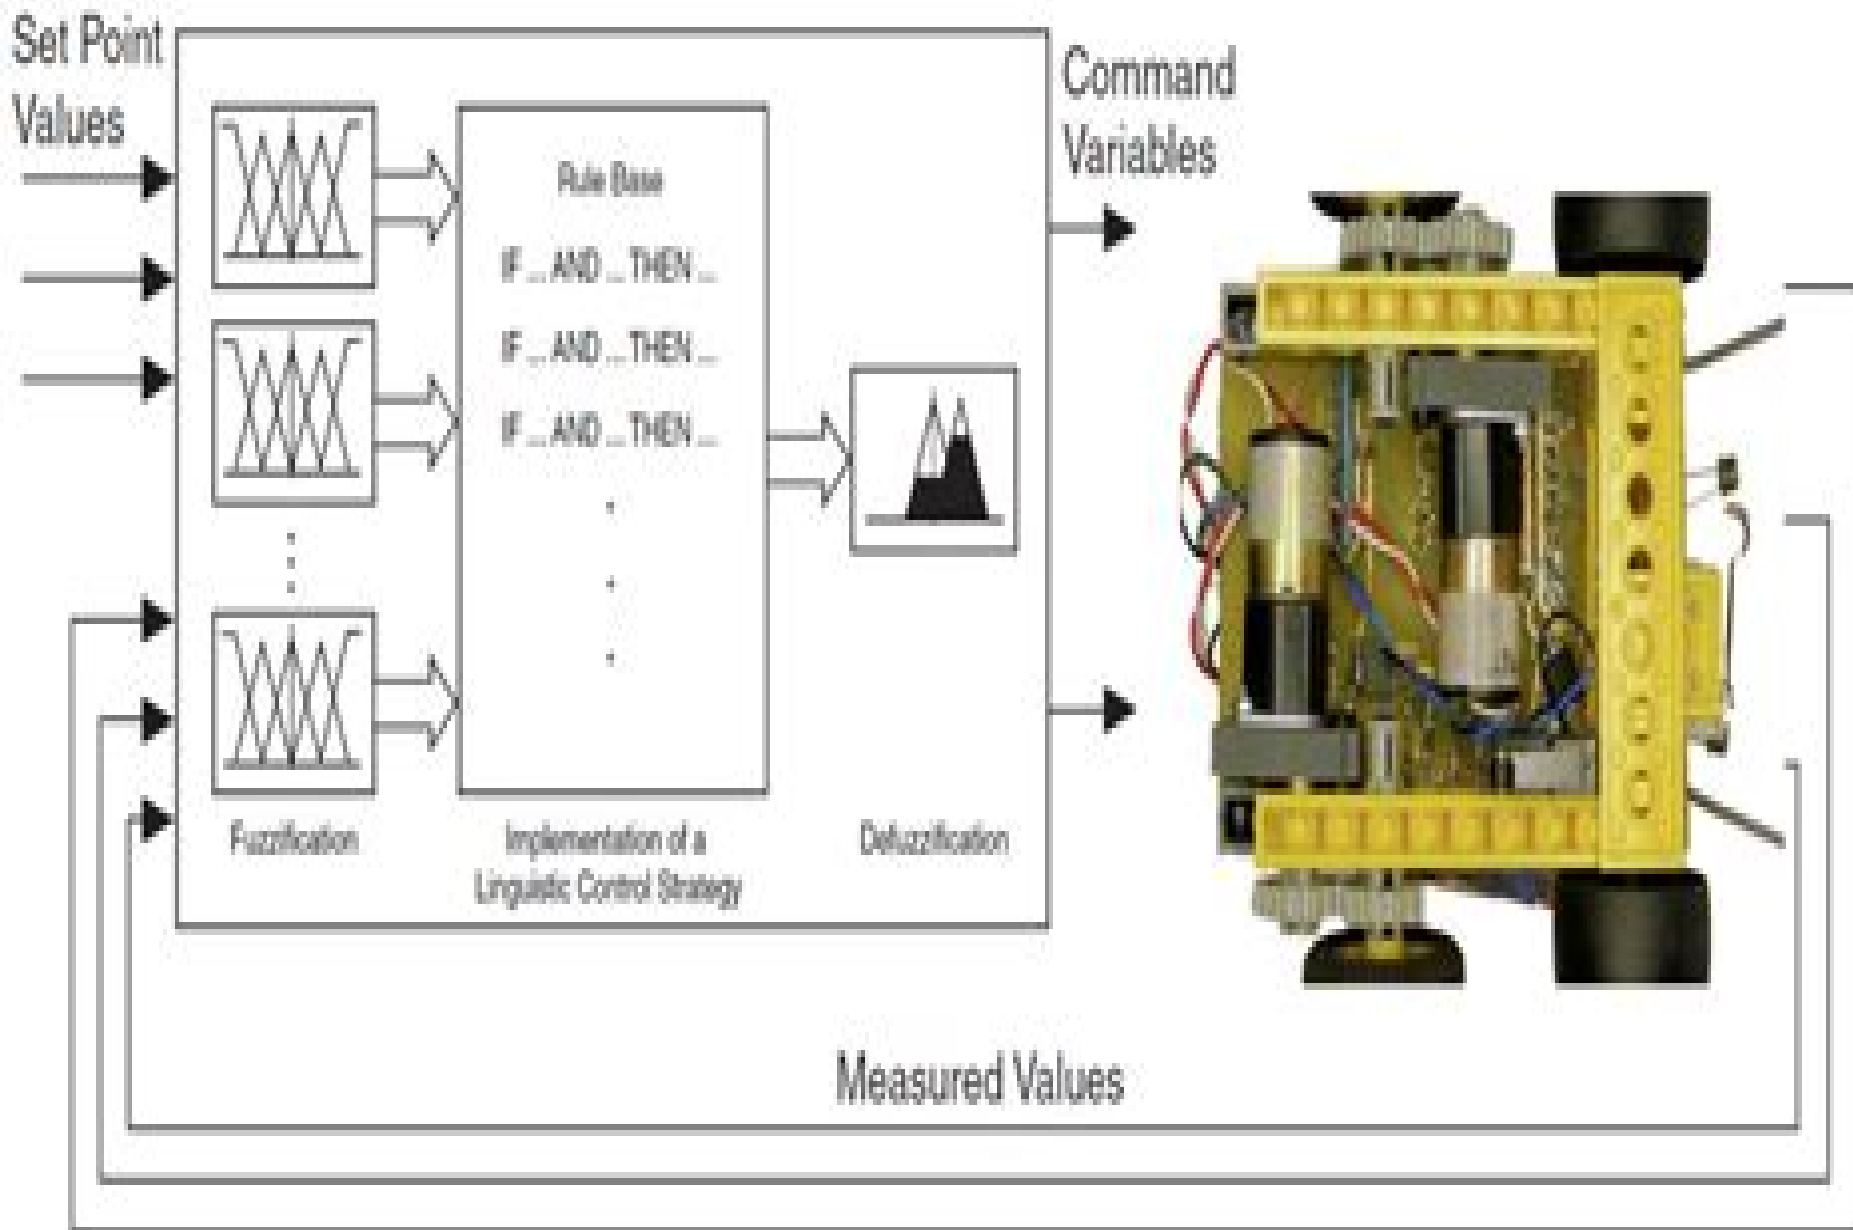 Set Point
Values
Command
Variables
Rule Base
IF ... AND ... THEN ...
IF ... AND ... THEN ...
IF ... AND ... THEN ...
Fuzzification
Implementation of a
Linguistic Control Strategy
Defuzzification
Measured Values